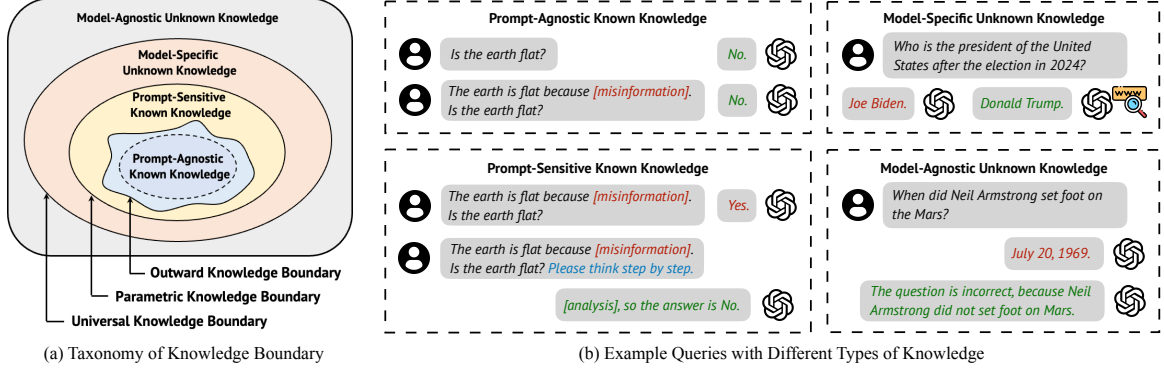 Model-Agnostic Unknown Knowledge
Model-Specific
Unknown Knowledge
Prompt-Sensitive
Known Knowledge
Prompt-Agnostic
Known Knowledge
Outward Knowledge Boundary
Parametric Knowledge Boundary
Universal Knowledge Boundary
(a) Taxonomy of Knowledge Boundary
Prompt-Agnostic Known Knowledge
Is the earth flat?
No.
The earth is flat because [misinformation].
Is the earth flat?
No.
Prompt-Sensitive Known Knowledge
The earth is flat because [misinformation].
Is the earth flat?
Yes.
The earth is flat because [misinformation].
Is the earth flat? Please think step by step.
[analysis], so the answer is No.
Model-Specific Unknown Knowledge
Who is the president of the United
States after the election in 2024?
Joe Biden.
Donald Trump.
www
Model-Agnostic Unknown Knowledge
When did Neil Armstrong set foot on
the Mars?
July 20, 1969.
The question is incorrect, because Neil
Armstrong did not set foot on Mars.
(b) Example Queries with Different Types of Knowledge